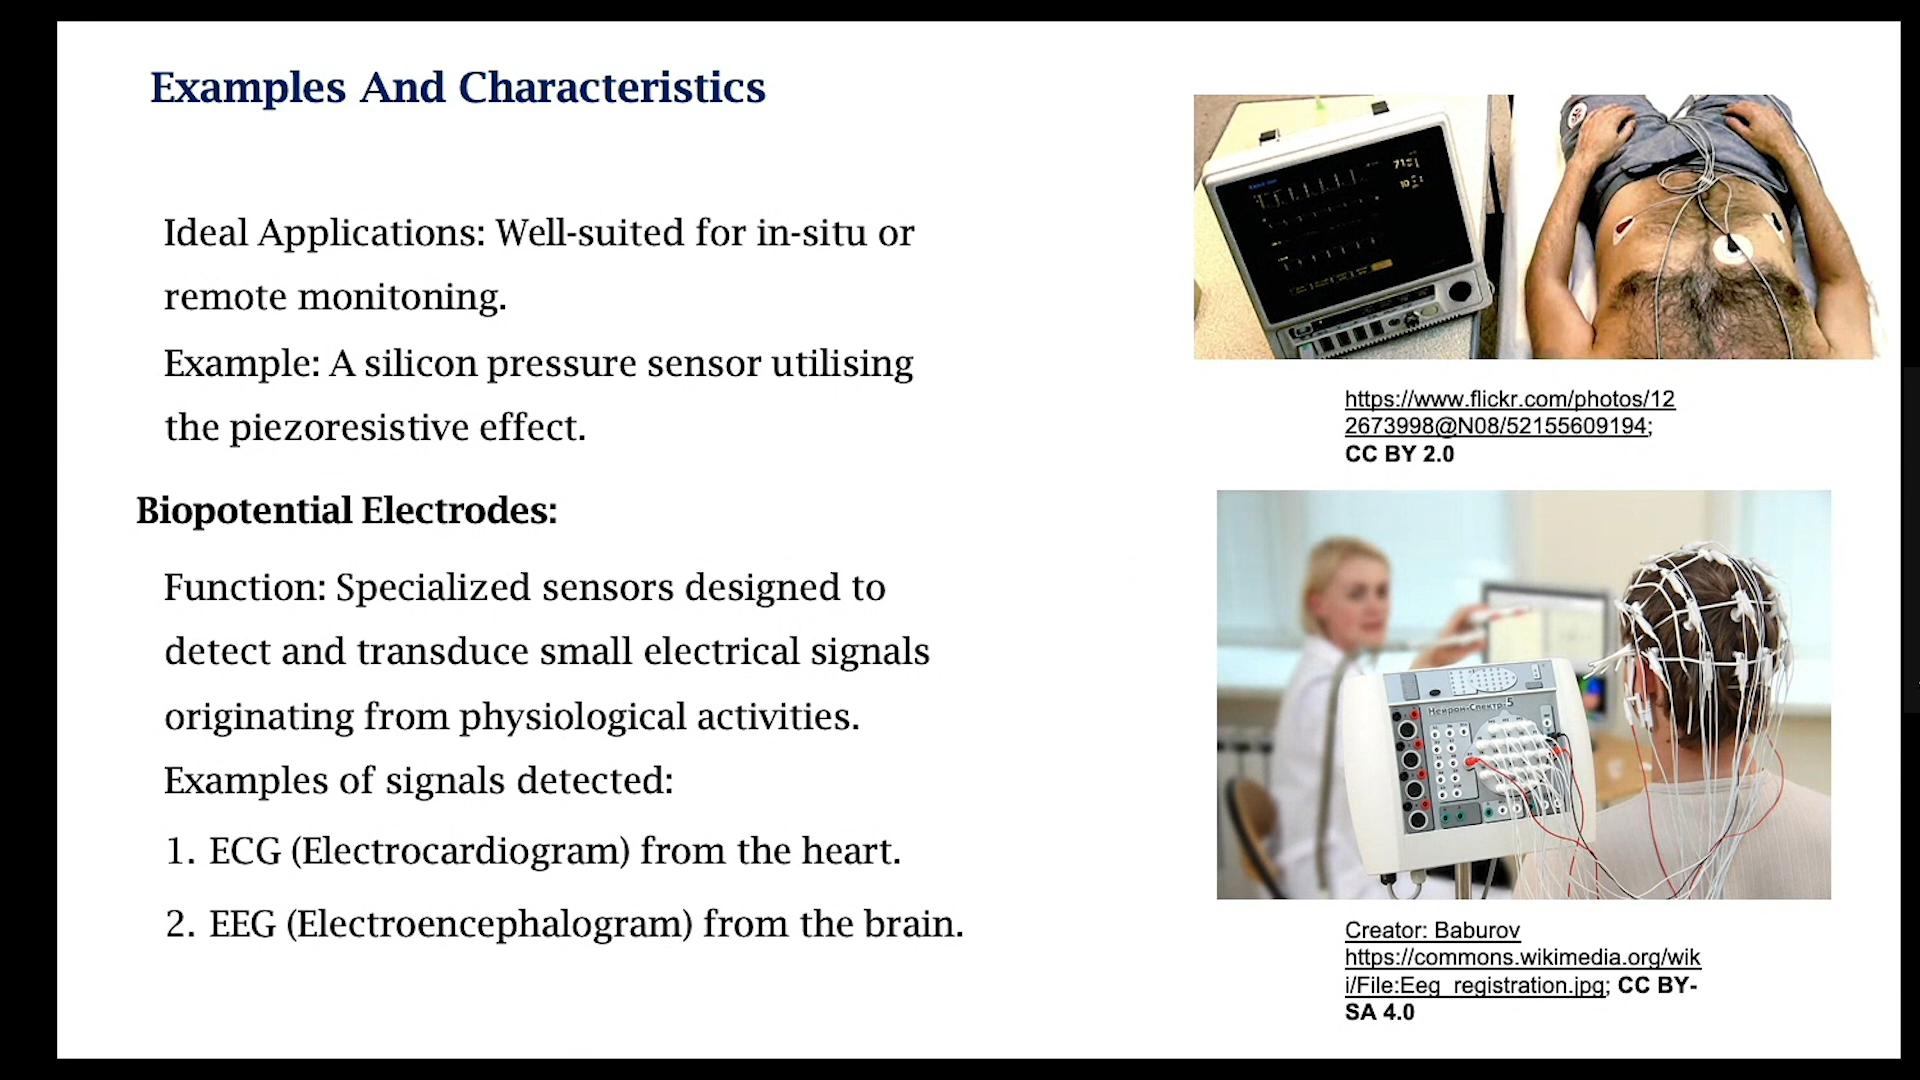 Examples And Characteristics
Ideal Applications: Well-suited for in-situ or
remote monitoning.
Example: A silicon pressure sensor utilising
the piezoresistive effect.
Biopotential Electrodes:
Function: Specialized sensors designed to
detect and transduce small electrical signals
originating from physiological activities.
Examples of signals detected:
1. ECG (Electrocardiogram) from the heart.
2. EEG (Electroencephalogram) from the brain.
https://www.flickr.com/photos/12
2673998@N08/52155609194;
CC BY 2.0
Нейрон-Спектр-5
Creator: Baburov
https://commons.wikimedia.org/wik
i/File:Eeg_registration.jpg; CC BY-
SA 4.0